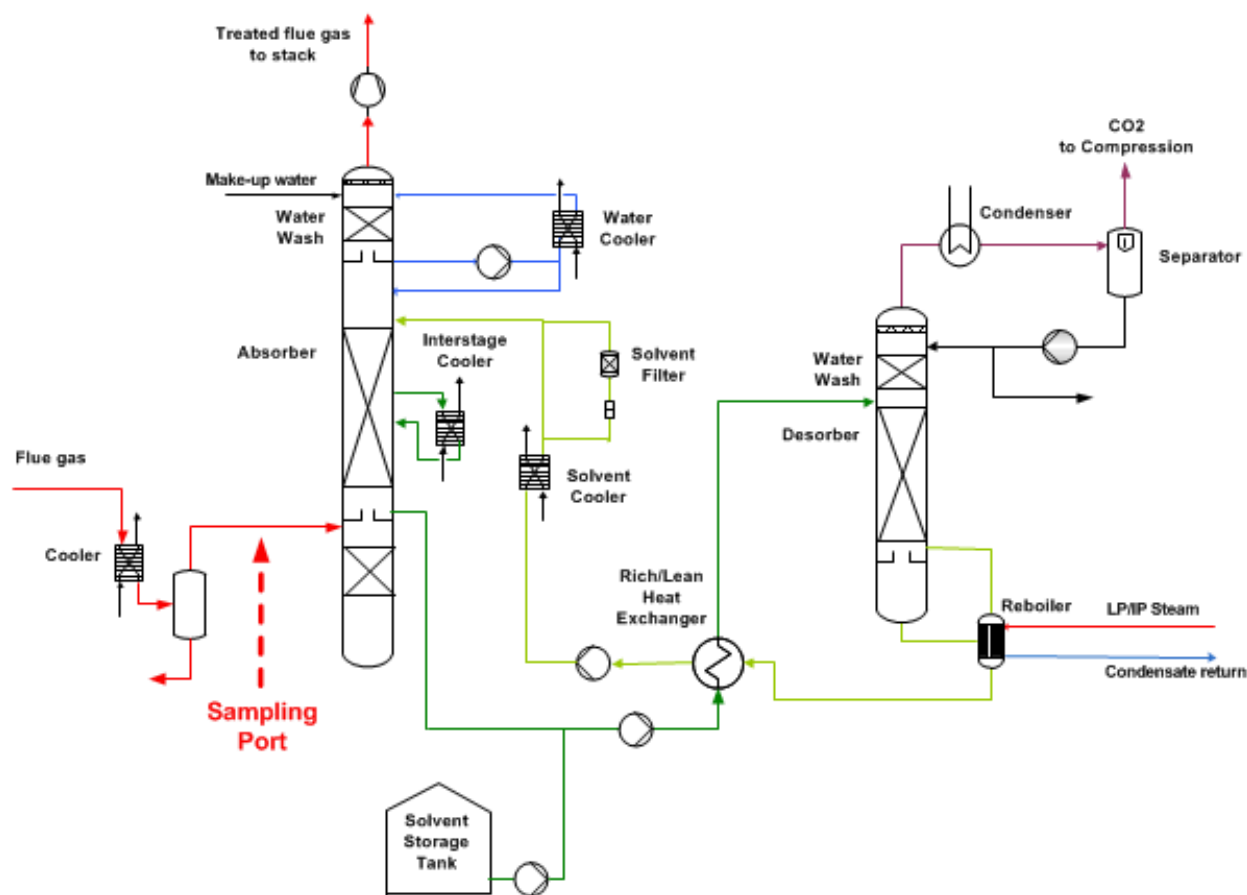 Treated flue gas
to stack
CO2
to Compression
Make-up water
Water
Wash
Water
Cooler
Condenser
Separator
Absorber
Interstage
Cooler
Solvent
Filter
Water
Wash
Desorber
Flue gas
Solvent
Cooler
Cooler
Rich/Lean
Heat
Exchanger
Reboiler
LP/IP Steam
Condensate return
Sampling
Port
Solvent
Storage
Tank